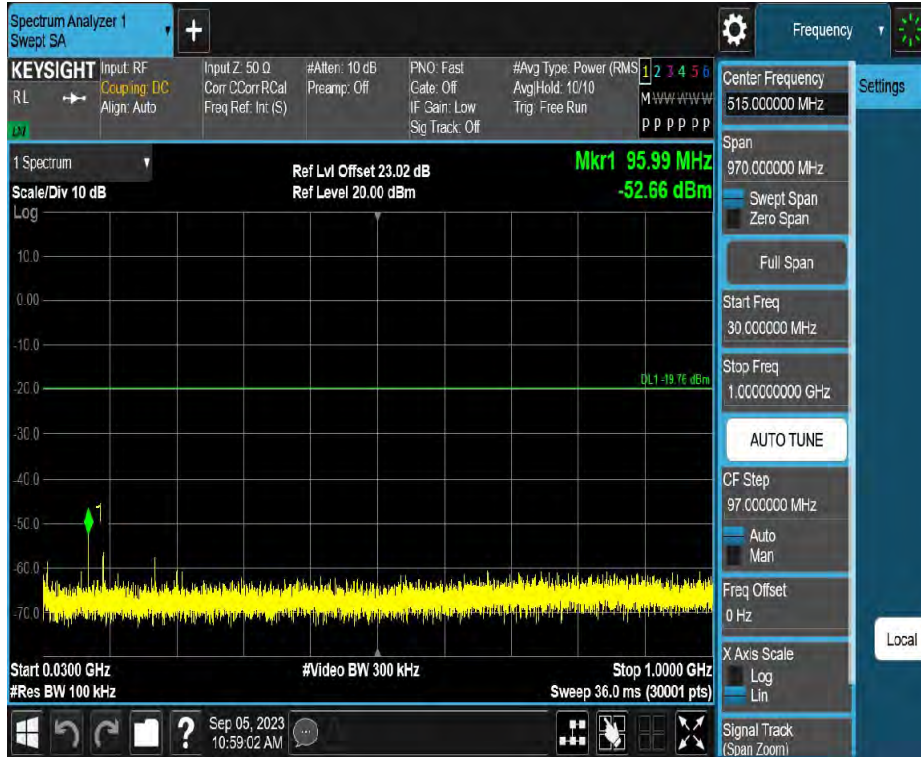 Spectrum Analyzer 1
Swept SA
Frequency
KEYSIGHT
RL
Input: RF
Coupling: DC
Align: Auto
Input Z: 50 Ω
Corr CCorr RCal
Freq Ref: Int (S)
#Atten: 10 dB
Preamp: Off
PNO: Fast
Gate: Off
IF Gain: Low
Sig Track: Off
#Avg Type: Power (RMS
Avg|Hold: 10/10
Trig: Free Run
1 2 3 4 5 6
M W W W W W
P P P P P P
1 Spectrum
Scale/Div 10 dB
Log
Ref Lvl Offset 23.02 dB
Ref Level 20.00 dBm
Mkr1 95.99 MHz
-52.66 dBm
10.0
0.00
-10.0
-20.0
-30.0
-40.0
-50.0
-60.0
-70.0
DL1 -19.76 dBm
1
Start 0.0300 GHz
#Res BW 100 kHz
#Video BW 300 kHz
Stop 1.0000 GHz
Sweep 36.0 ms (30001 pts)
Sep 05, 2023
10:59:02 AM
?
Center Frequency
515.000000 MHz
Settings
Span
970.000000 MHz
Swept Span
Zero Span
Full Span
Start Freq
30.000000 MHz
Stop Freq
1.000000000 GHz
AUTO TUNE
CF Step
97.000000 MHz
Auto
Man
Freq Offset
0 Hz
X Axis Scale
Log
Lin
Local
Signal Track
(Span Zoom)